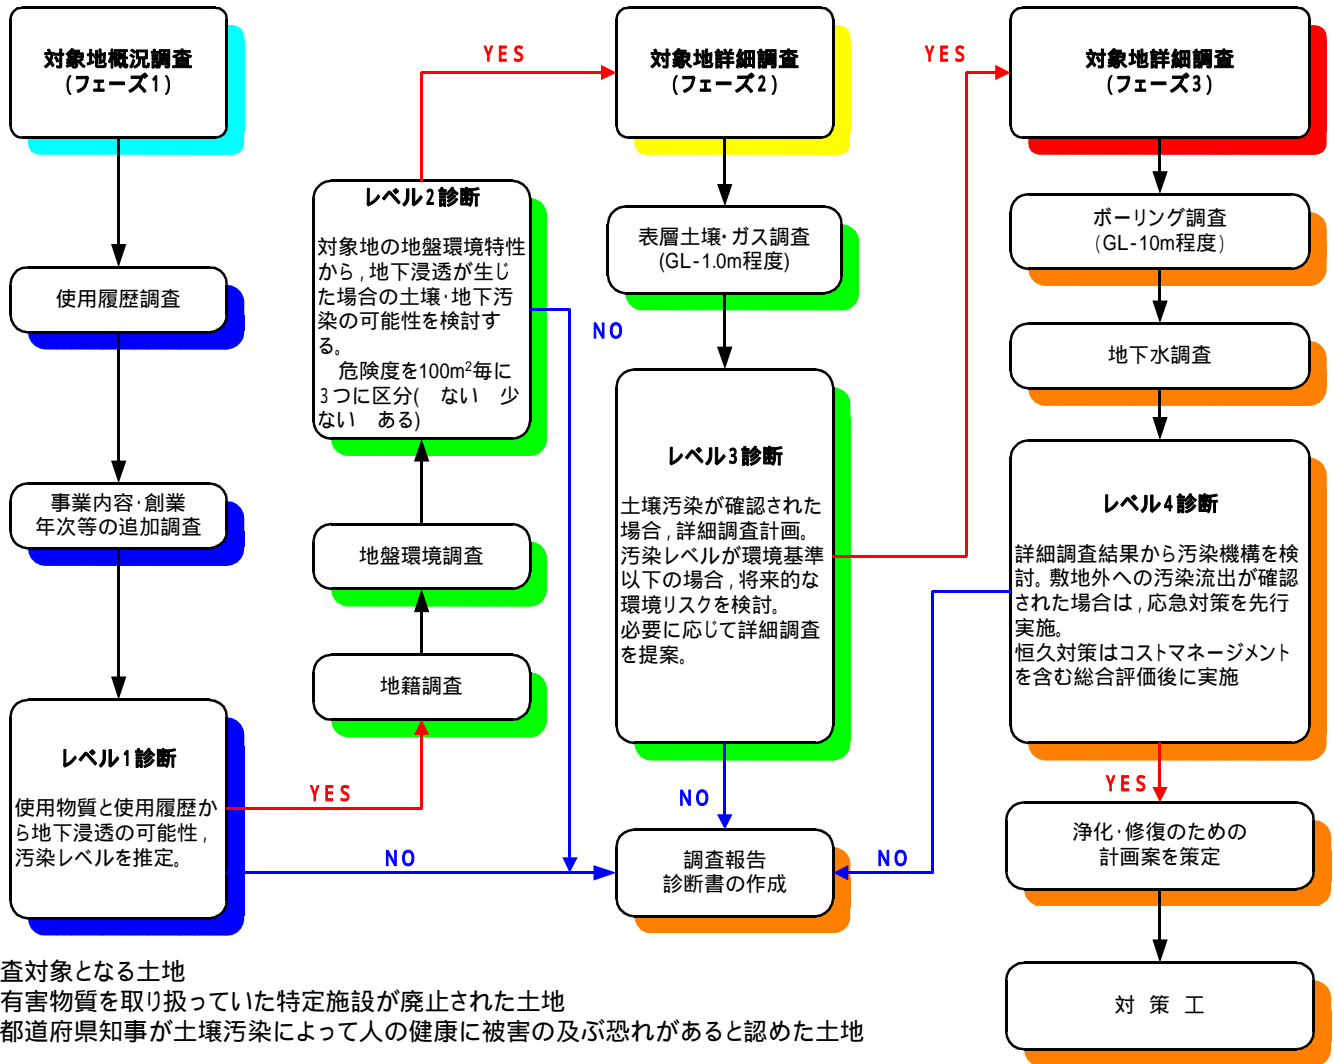 対象地概況調査
(フェーズ1)
使用履歴調査
事業内容･創業
年次等の追加調査
レベル1診断
使用物質と使用履歴か
ら地下浸透の可能性,
汚染レベルを推定。
YES
NO
地籍調査
地盤環境調査
レベル2診断
対象地の地盤環境特性
から,地下浸透が生じ
た場合の土壌･地下汚
染の可能性を検討す
る。
危険度を100m²毎に
3つに区分( ない 少
ない ある)
YES
NO
対象地詳細調査
(フェーズ2)
表層土壌･ガス調査
(GL-1.0m程度)
レベル3診断
土壌汚染が確認された
場合,詳細調査計画。
汚染レベルが環境基準
以下の場合,将来的な
環境リスクを検討。
必要に応じて詳細調査
を提案。
YES
NO
調査報告
診断書の作成
対象地詳細調査
(フェーズ3)
ボーリング調査
(GL-10m程度)
地下水調査
レベル4診断
詳細調査結果から汚染機構を検
討。敷地外への汚染流出が確認
された場合は,応急対策を先行
実施。
恒久対策はコストマネージメント
を含む総合評価後に実施
YES
NO
浄化･修復のための
計画案を策定
対 策 工
査対象となる土地
有害物質を取り扱っていた特定施設が廃止された土地
都道府県知事が土壌汚染によって人の健康に被害の及ぶ恐れがあると認めた土地